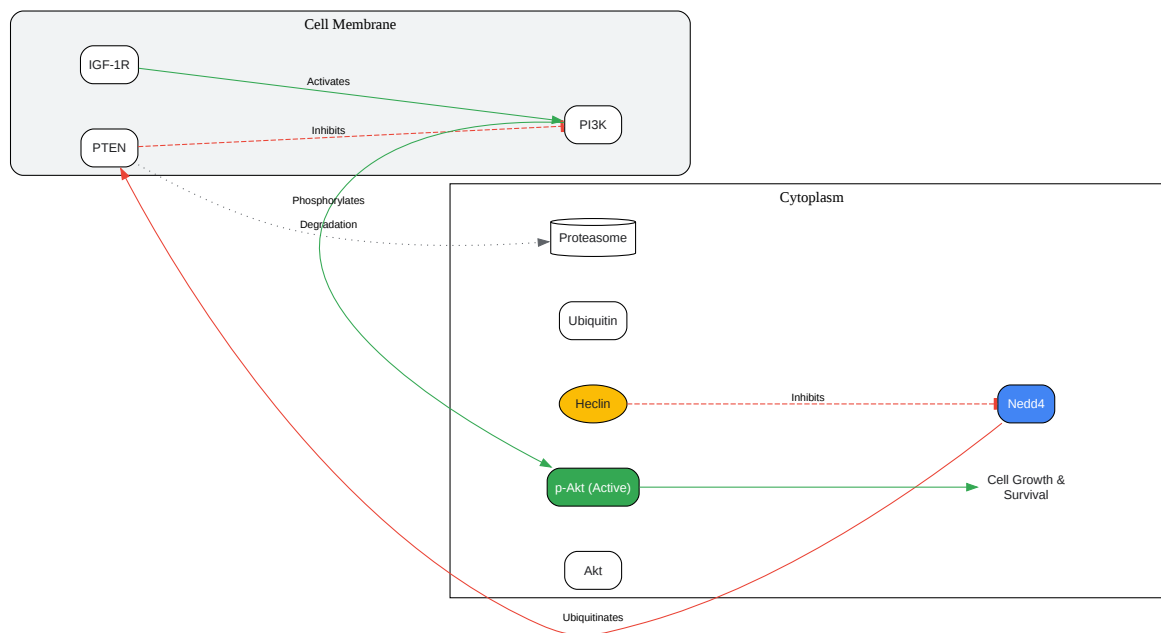 Cell Membrane
IGF-1R
Activates
PI3K
Inhibits
PTEN
Phosphorylates
Degradation
Cytoplasm
Proteasome
Ubiquitin
Heclin
Inhibits
Nedd4
p-Akt (Active)
Cell Growth &
Survival
Akt
Ubiquitinates